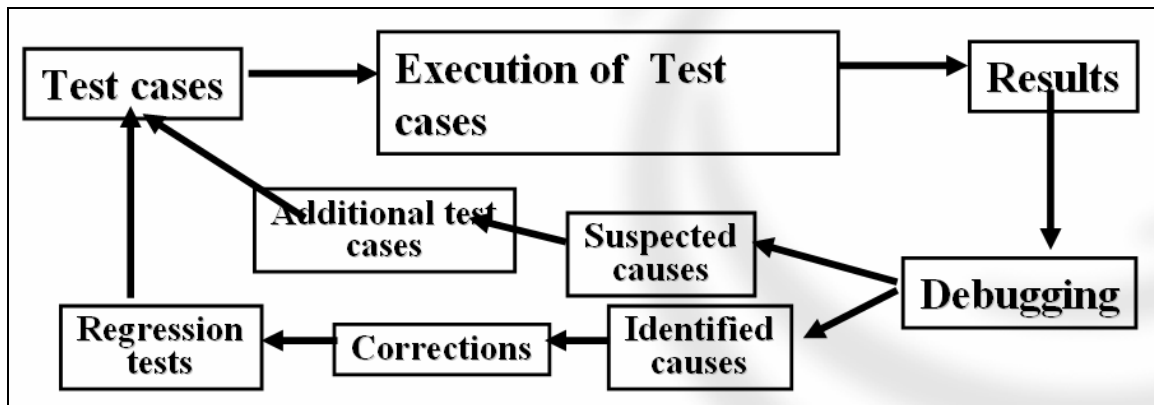 Test cases
Execution of Test
cases
Results
Additional test
cases
Suspected
causes
Debugging
Regression
tests
Corrections
Identified
causes